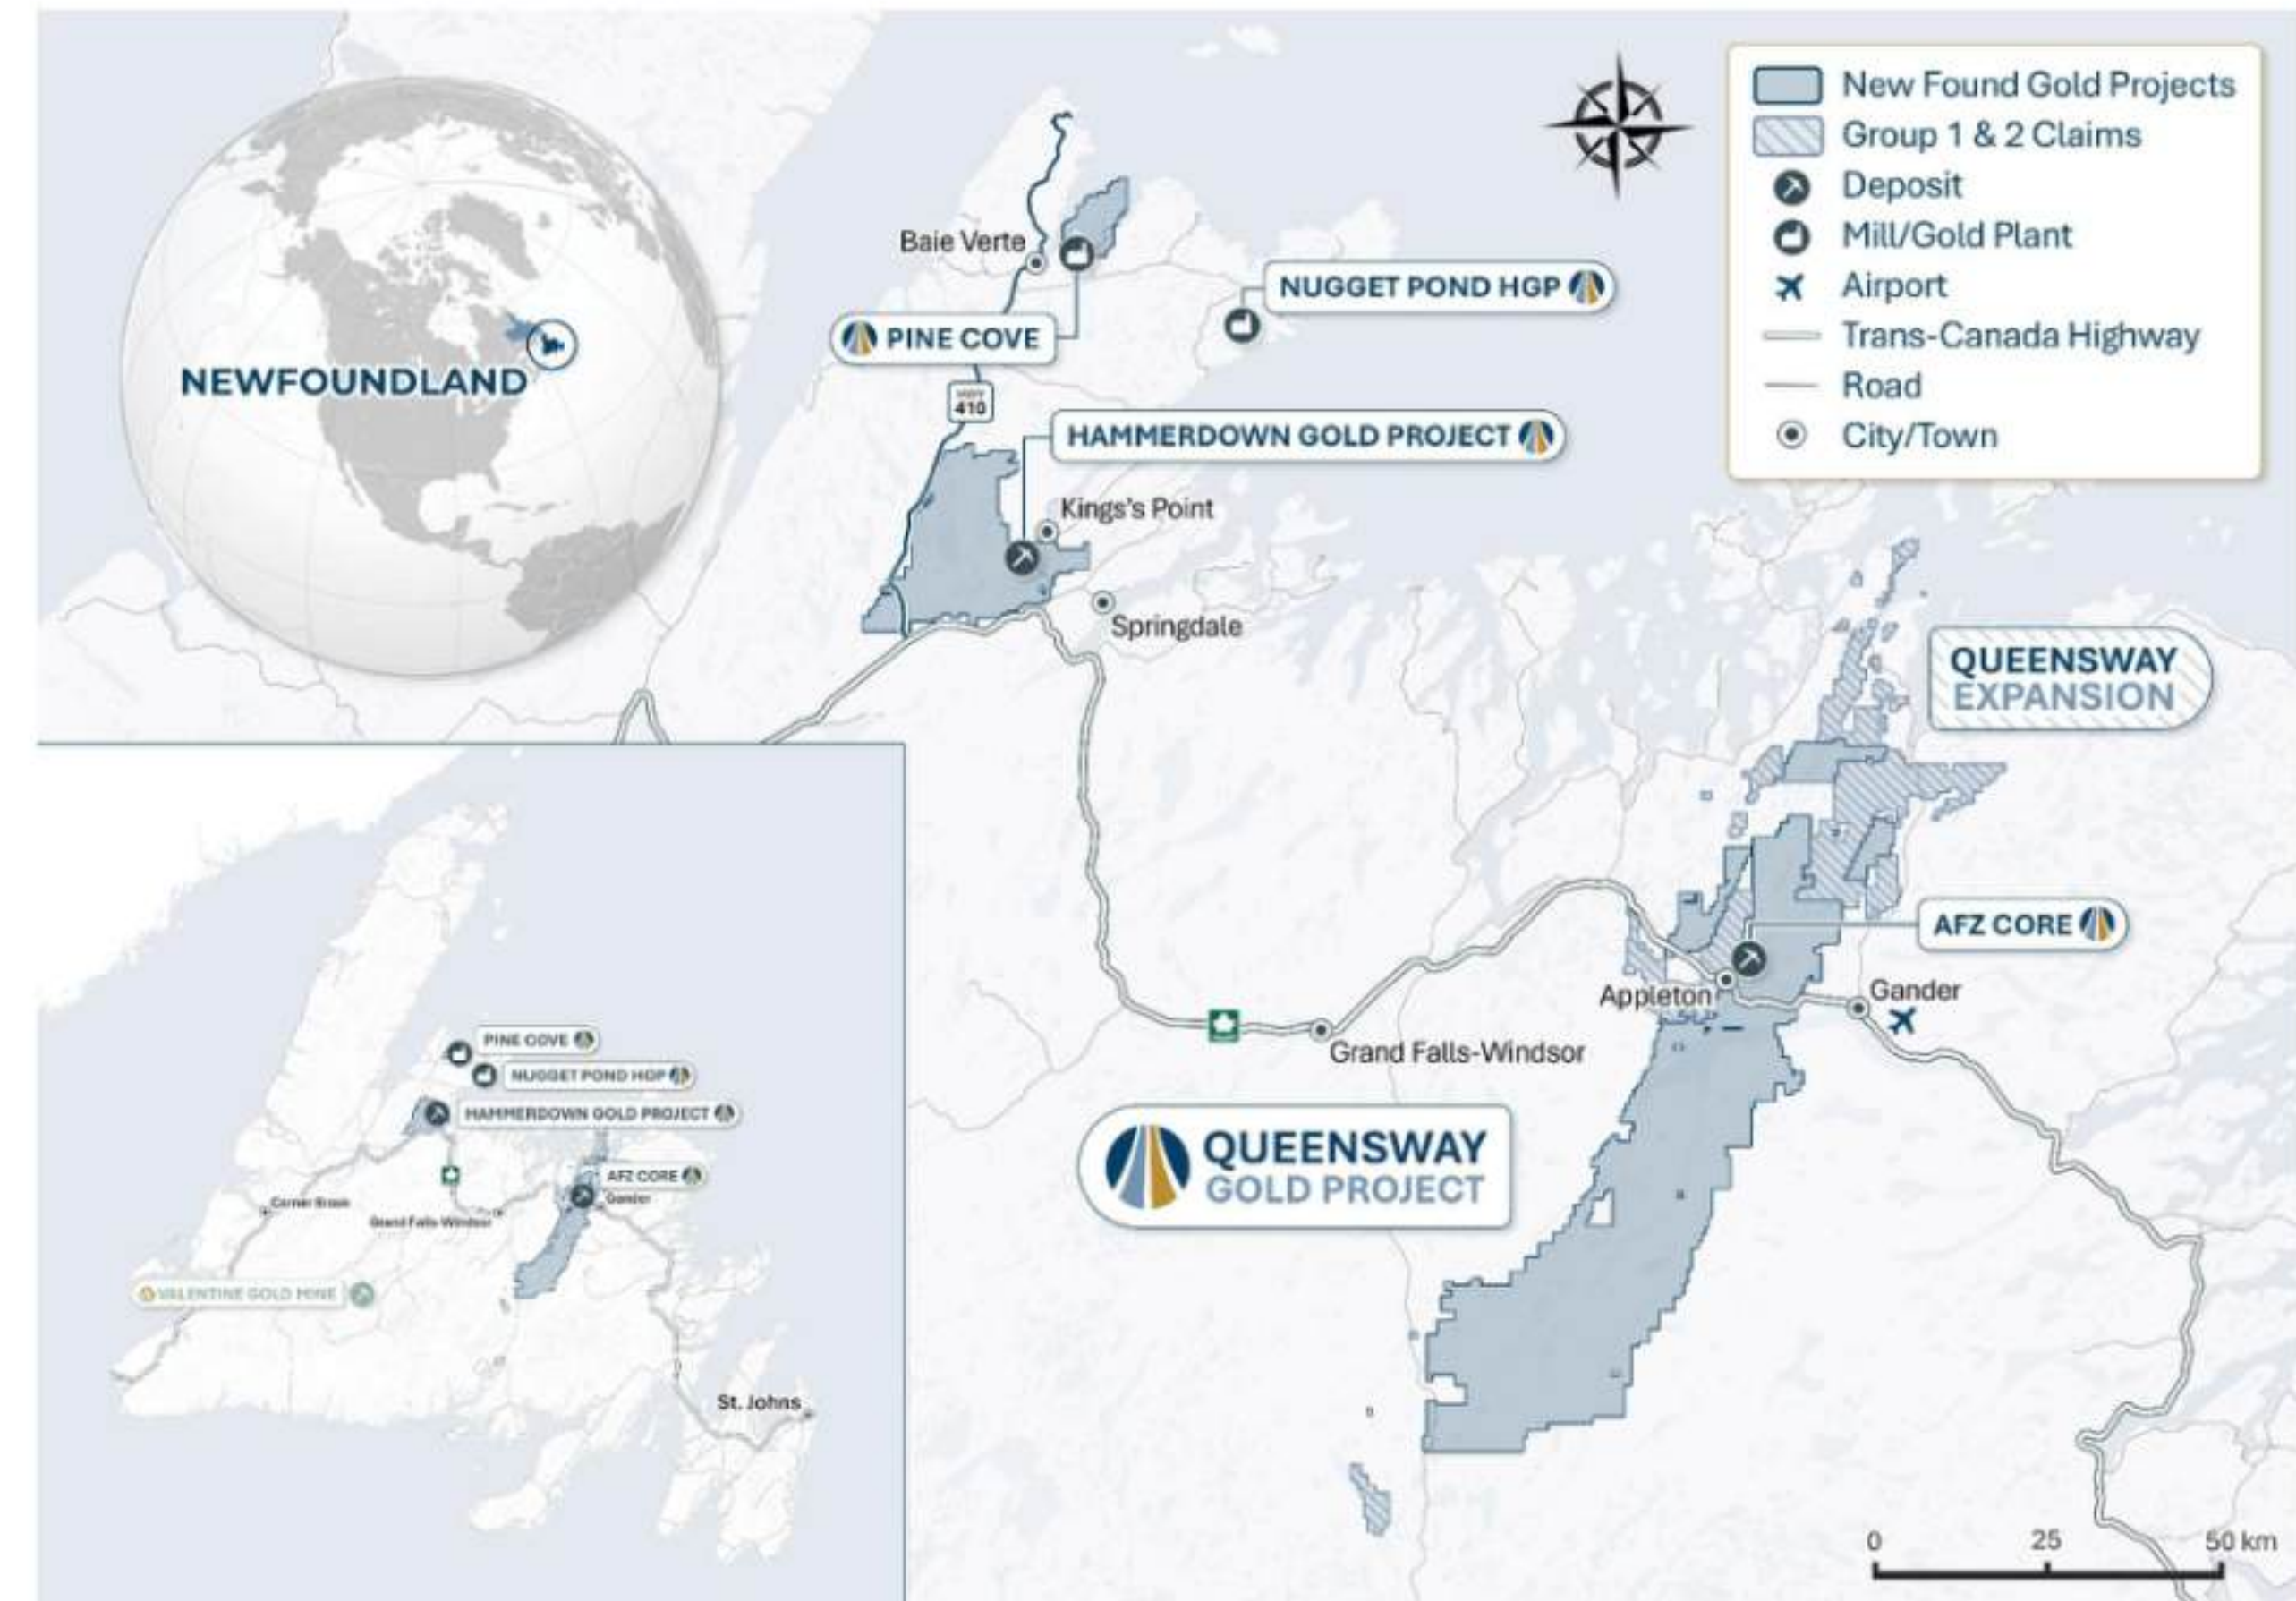 New Found Gold Projects
Group 1 & 2 Claims
Deposit
Mill/Gold Plant
Airport
Trans-Canada Highway
Road
City/Town
NEWFOUNDLAND
Baie Verte
NUGGET POND HGP
PINE COVE
HWY
410
HAMMERDOWN GOLD PROJECT
Kings's Point
Springdale
QUEENSWAY
EXPANSION
AFZ CORE
Appleton
Gander
Grand Falls-Windsor
QUEENSWAY
GOLD PROJECT
PINE COVE
NUGGET POND HGP
HAMMERDOWN GOLD PROJECT
AFZ CORE
Gander
Corner Brook
Grand Falls-Windsor
VALENTINE GOLD MINE
St. Johns
0 25 50 km